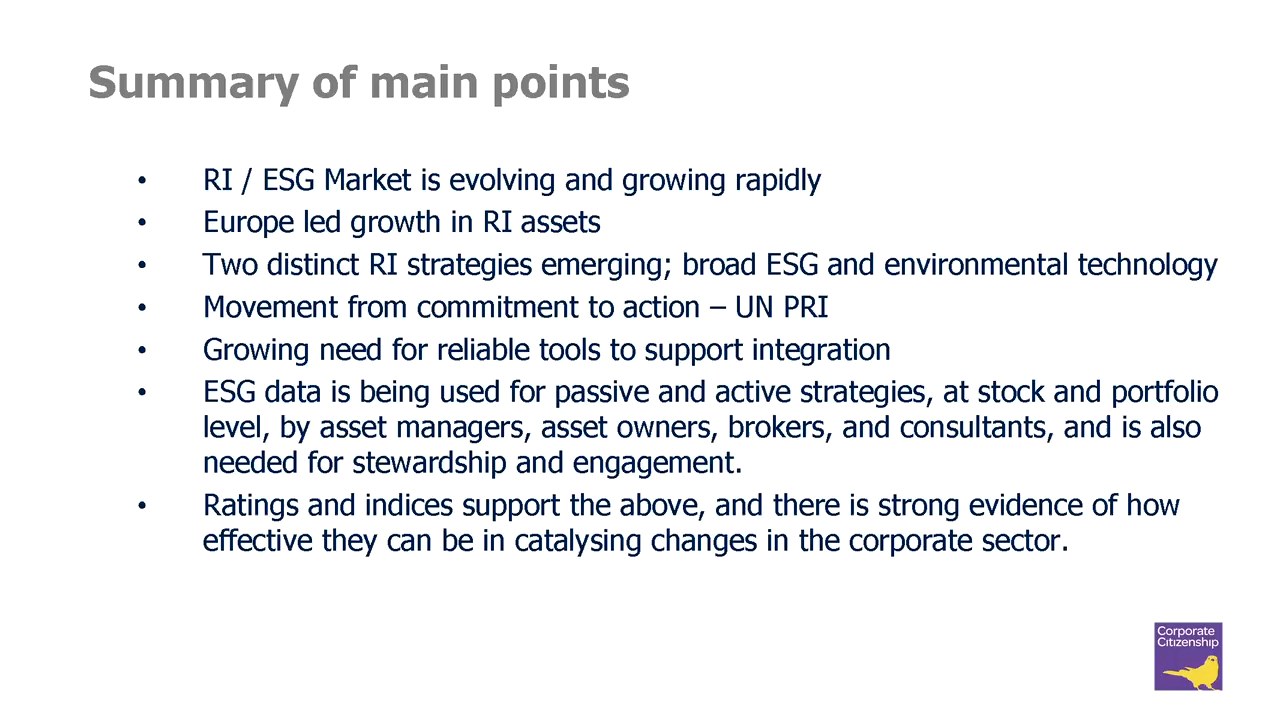 Summary of main points
• RI / ESG Market is evolving and growing rapidly
• Europe led growth in RI assets
• Two distinct RI strategies emerging; broad ESG and environmental technology
• Movement from commitment to action – UN PRI
• Growing need for reliable tools to support integration
• ESG data is being used for passive and active strategies, at stock and portfolio
level, by asset managers, asset owners, brokers, and consultants, and is also
needed for stewardship and engagement.
• Ratings and indices support the above, and there is strong evidence of how
effective they can be in catalysing changes in the corporate sector.
Corporate
Citizenship